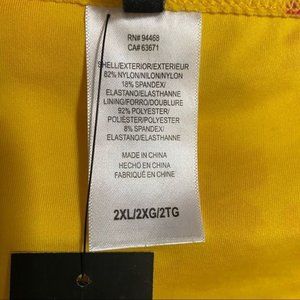 RN# 94468
CA# 63671
SHELL/EXTERIOR/EXTERIEUR
82% NYLON/NILON/NYLON
18% SPANDEX/
ELASTANO/ELASTHANNE
LINING/FORRO/DOUBLURE
92% POLYESTER/
POLIÉSTER/POLYESTER
8% SPANDEX/
ELASTANO/ELASTHANNE
MADE IN CHINA
HECHO EN CHINA
FABRIQUÉ EN CHINE
2XL/2XG/2TG